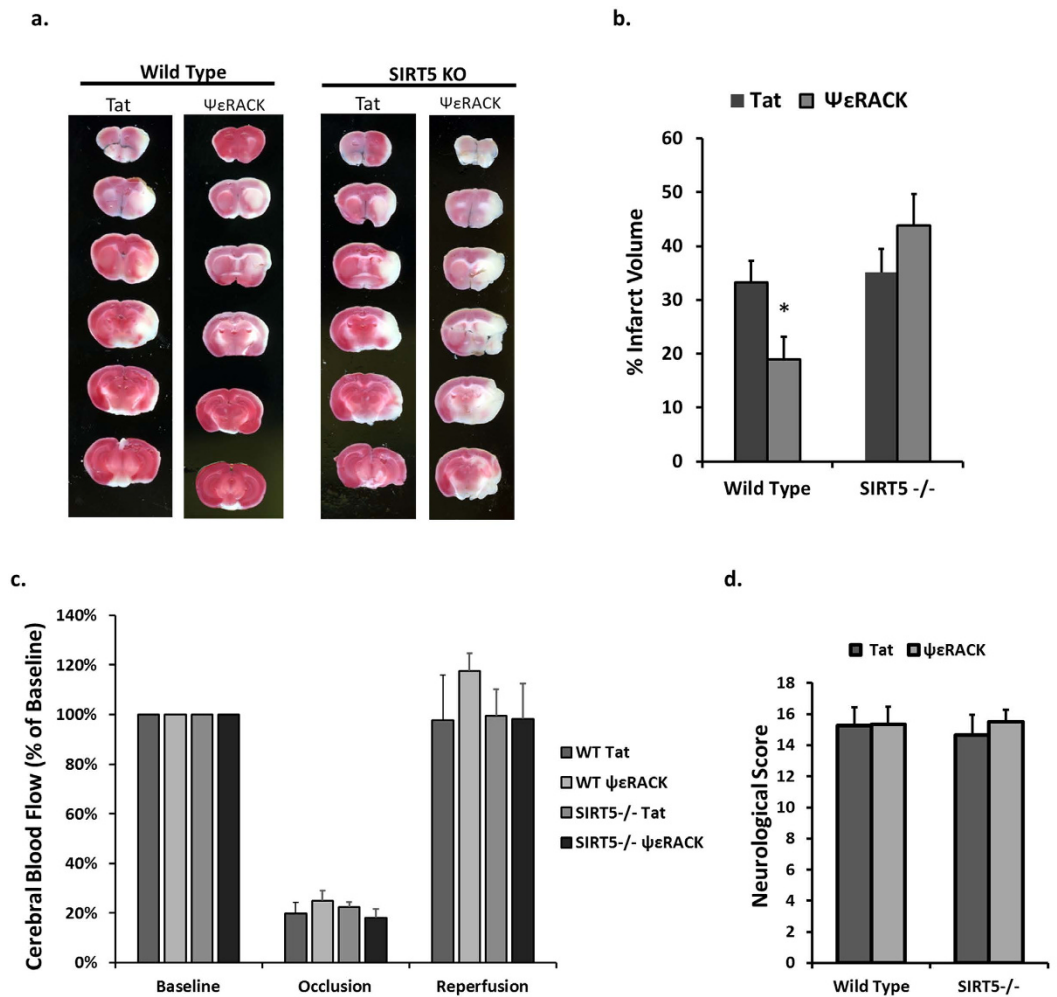 a.
Wild Type
SIRT5 KO
Tat
ΨεRACK
Tat
ΨεRACK
b.
Tat
ΨεRACK
% Infarct Volume
60
50
40
30
20
10
0
*
Wild Type
SIRT5 -/-
c.
Cerebral Blood Flow (% of Baseline)
140%
120%
100%
80%
60%
40%
20%
0%
Baseline
Occlusion
Reperfusion
WT Tat
WT ψεRACK
SIRT5-/- Tat
SIRT5-/- ψεRACK
d.
Tat
ψεRACK
Neurological Score
18
16
14
12
10
8
6
4
2
0
Wild Type
SIRT5-/-